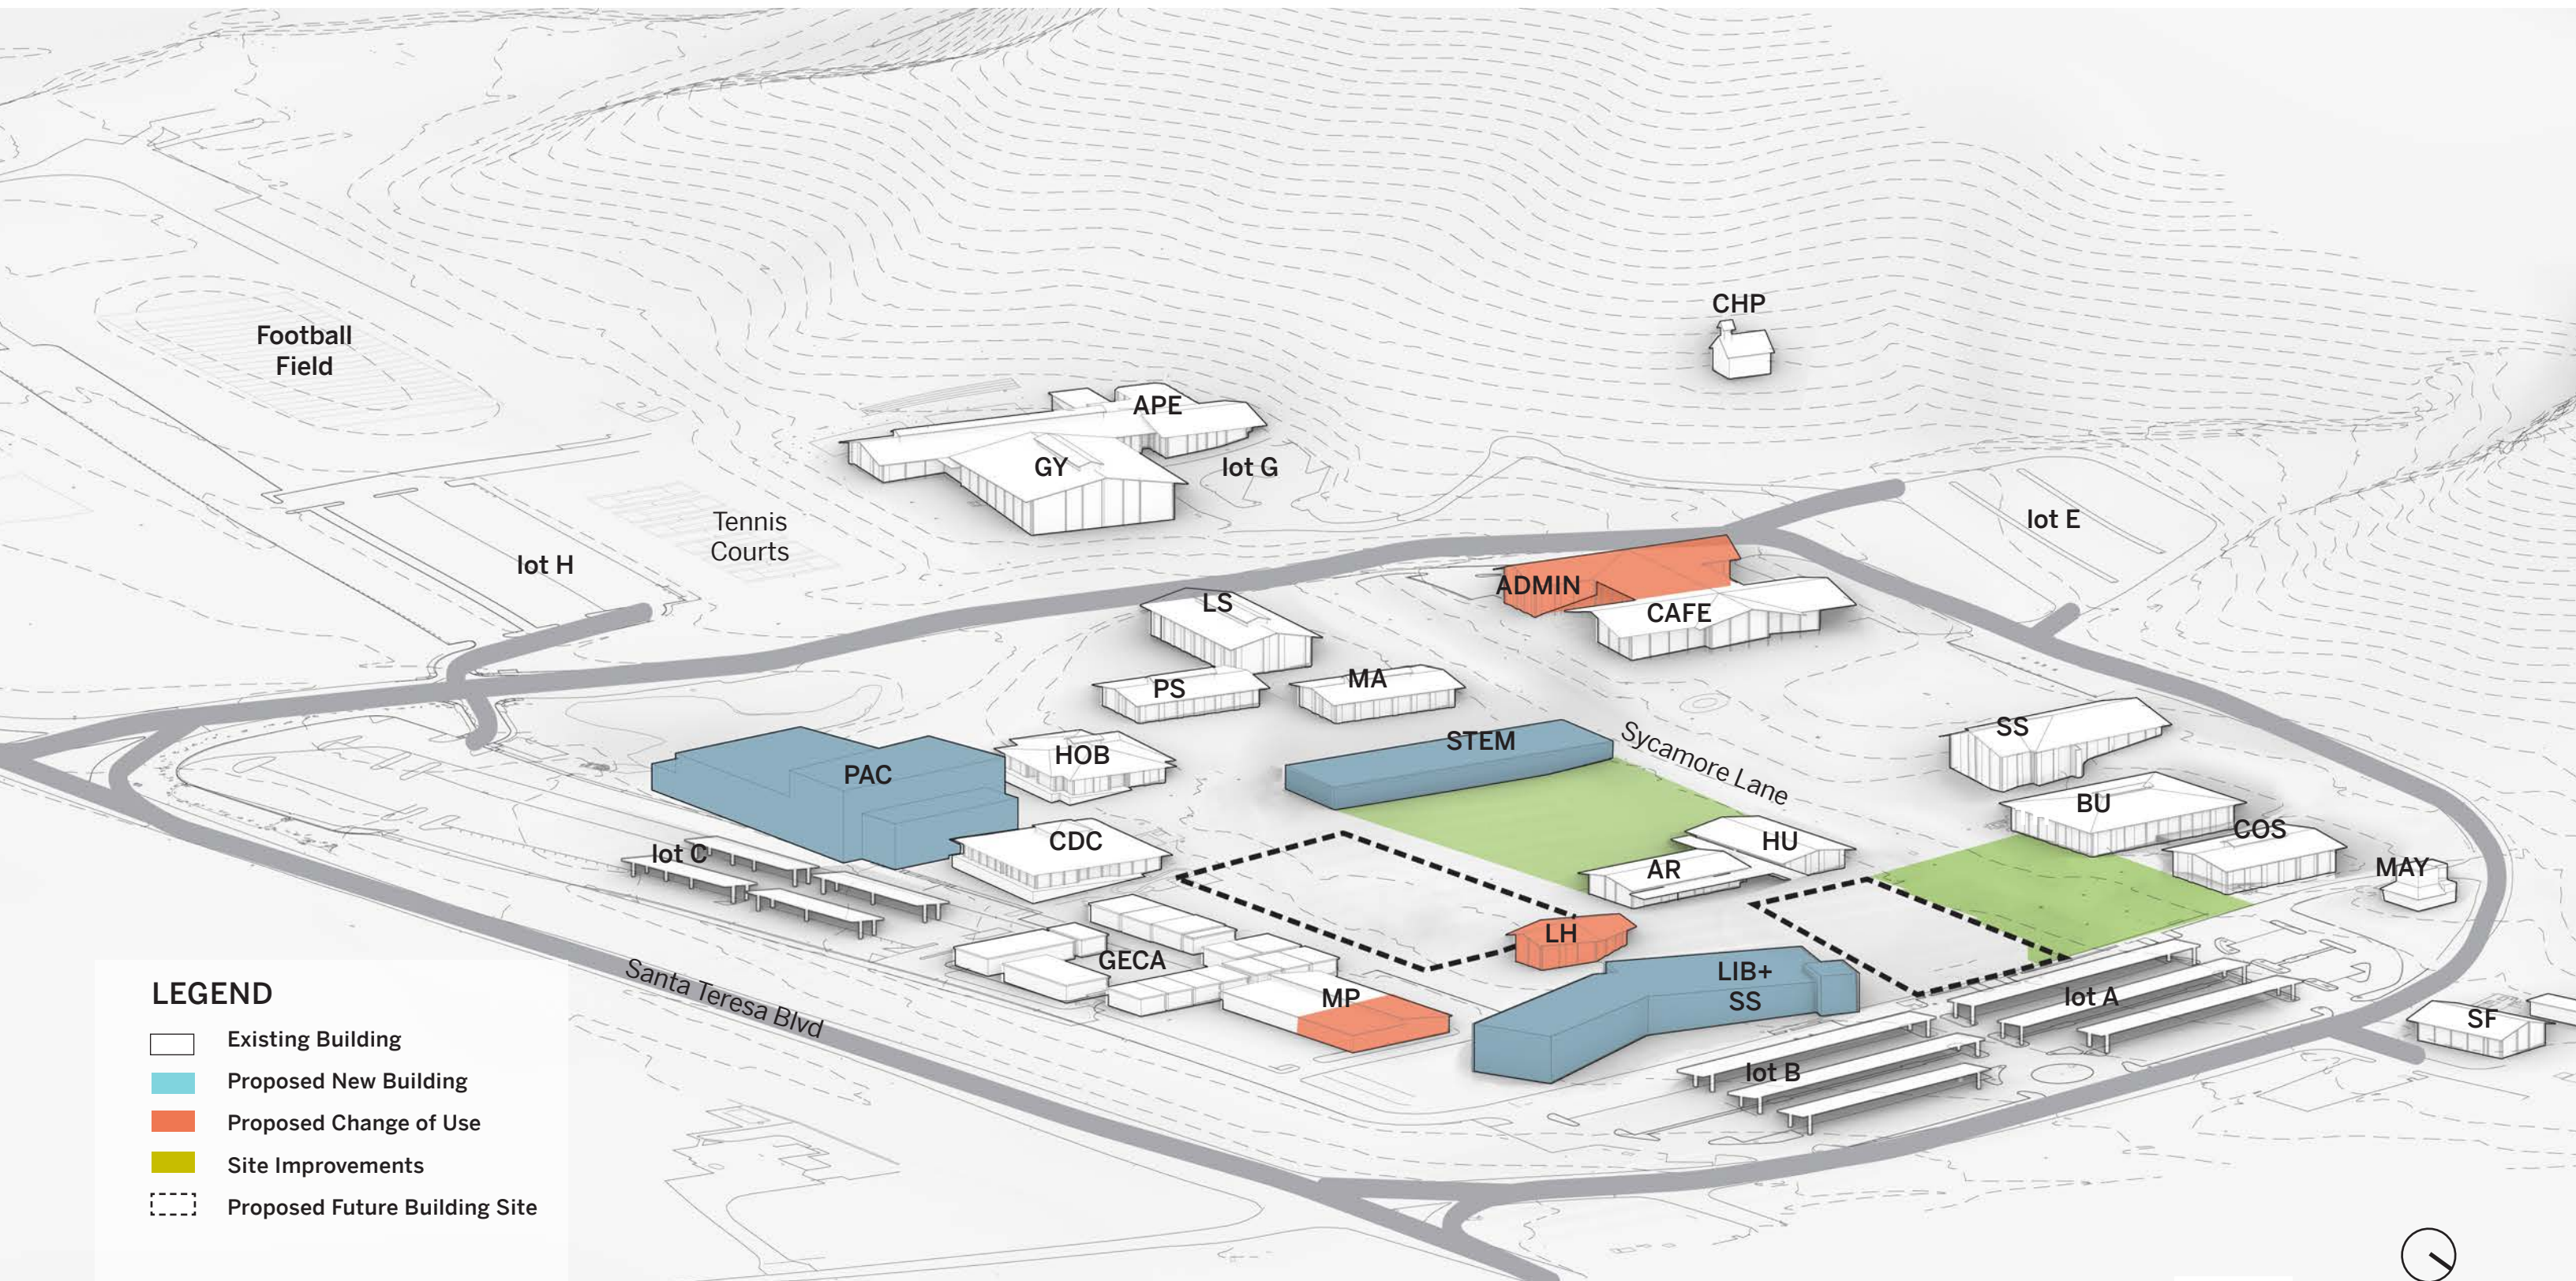 CHP
Football
Field
APE
GY
lot G
Tennis
Courts
lot H
lot E
ADMIN
CAFE
LS
PS
MA
SS
STEM
Sycamore Lane
HOB
PAC
BU
COS
CDC
HU
AR
MAY
lot C
LH
GECA
LIB+
SS
MP
lot A
SF
lot B
Santa Teresa Blvd
LEGEND
Existing Building
Proposed New Building
Proposed Change of Use
Site Improvements
Proposed Future Building Site